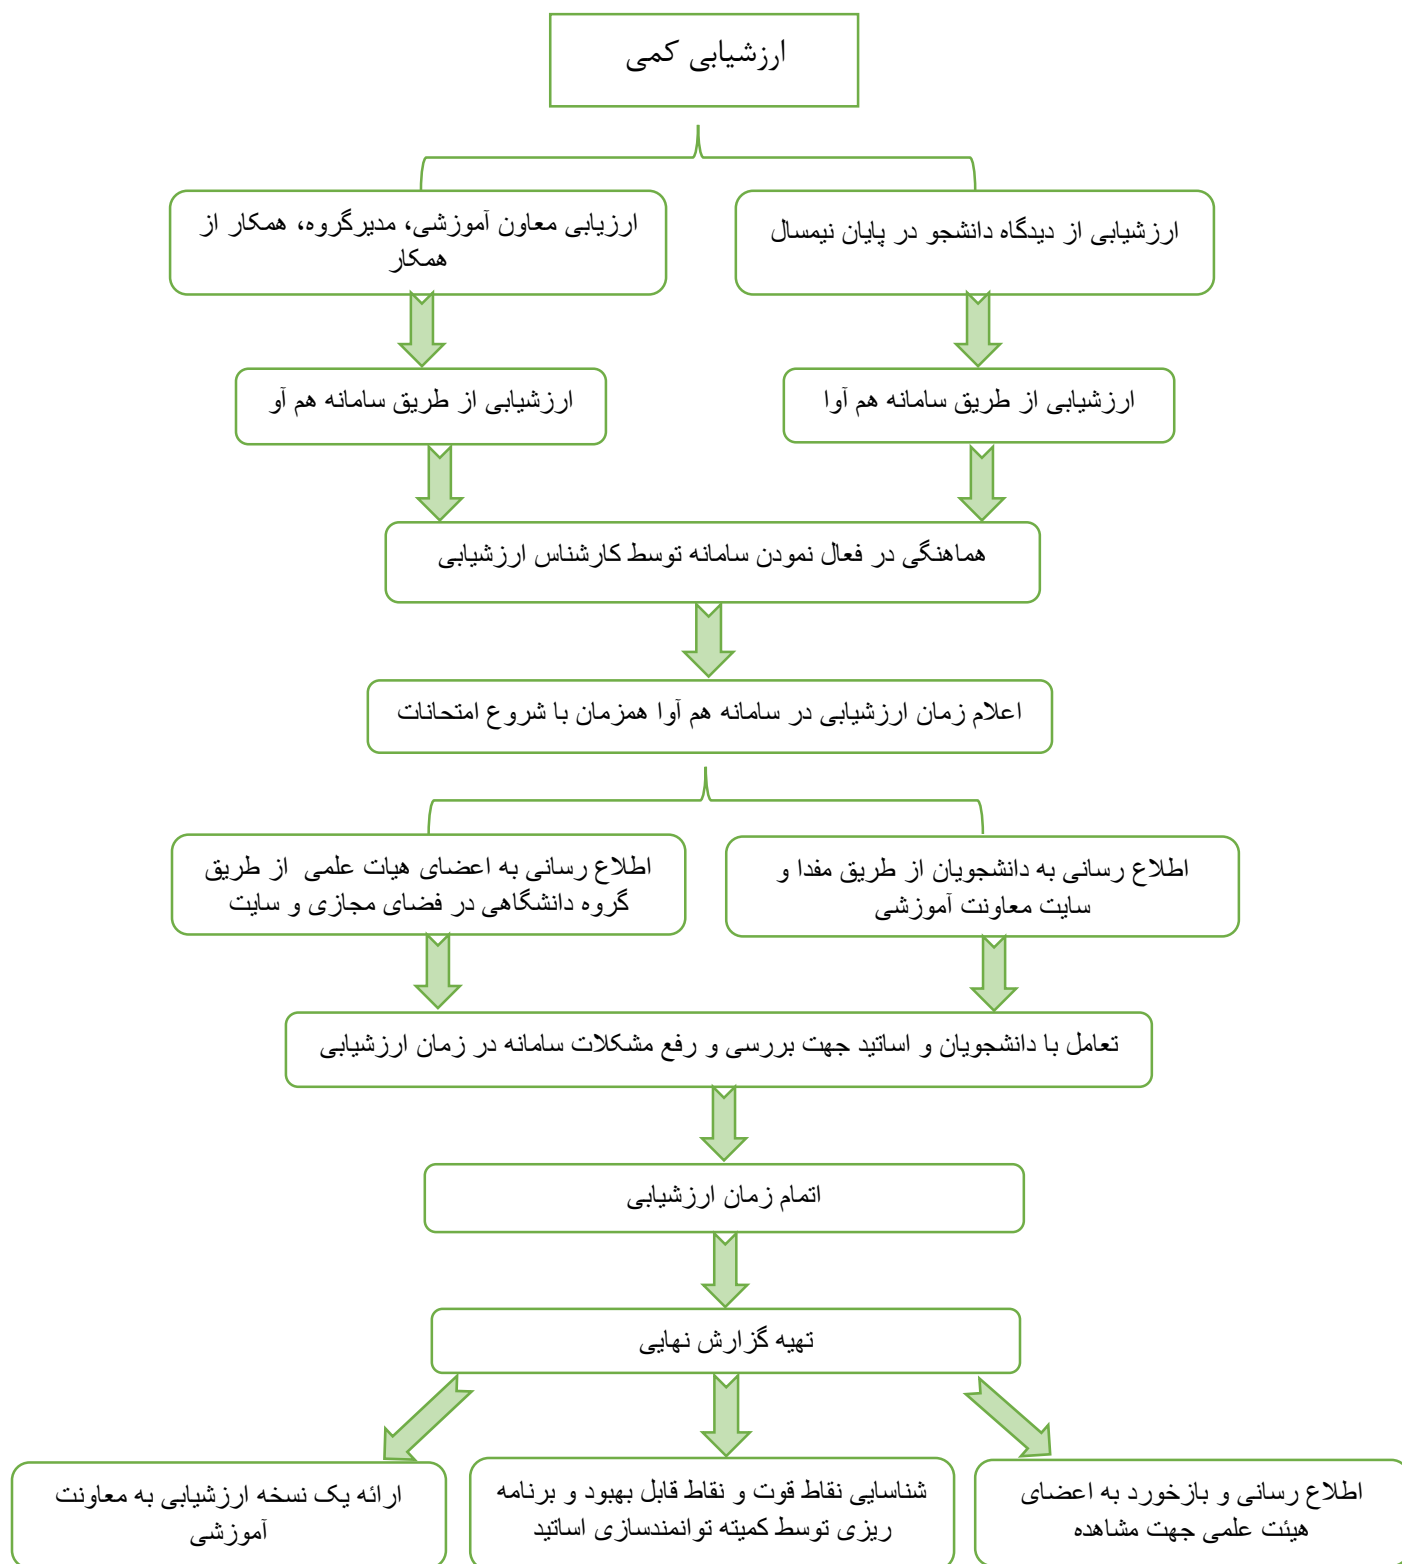 ارزشیابی کمی
ارزشیابی از دیدگاه دانشجو در پایان نیمسال
ارزیابی معاون آموزشی، مدیرگروه، همکار از
همکار
ارزشیابی از طریق سامانه هم آوا
ارزشیابی از طریق سامانه هم آو
هماهنگی در فعال نمودن سامانه توسط کارشناس ارزشیابی
اعلام زمان ارزشیابی در سامانه هم آوا همزمان با شروع امتحانات
اطلاع رسانی به دانشجویان از طریق مفدا و
سایت معاونت آموزشی
اطلاع رسانی به اعضای هیات علمی از طریق
گروه دانشگاهی در فضای مجازی و سایت
تعامل با دانشجویان و اساتید جهت بررسی و رفع مشکلات سامانه در زمان ارزشیابی
اتمام زمان ارزشیابی
تهیه گزارش نهایی
اطلاع رسانی و بازخورد به اعضای
هیئت علمی جهت مشاهده
شناسایی نقاط قوت و نقاط قابل بهبود و برنامه
ریزی توسط کمیته توانمندسازی اساتید
ارائه یک نسخه ارزشیابی به معاونت
آموزشی